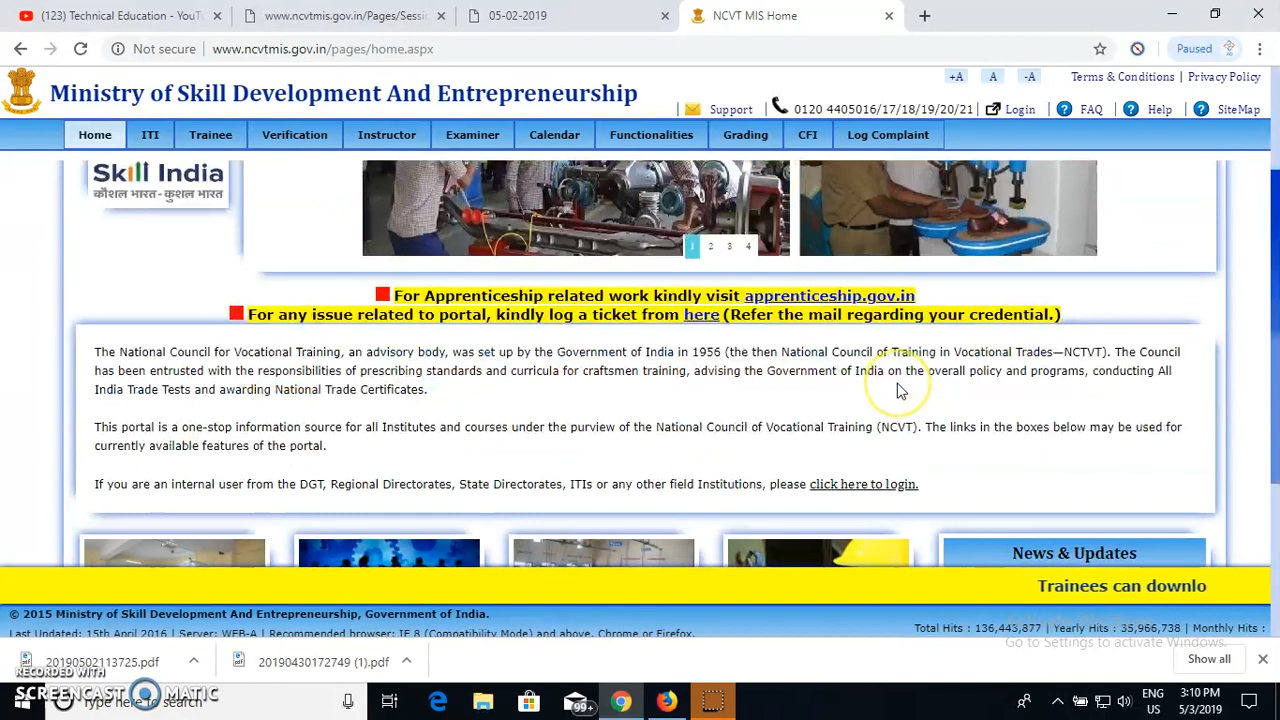 (123) Technical Education - YouT
www.ncvtmis.gov.in/Pages/Sessi
05-02-2019
NCVT MIS Home
Not secure
www.ncvtmis.gov.in/pages/home.aspx
Paused
+A A -A
Terms & Conditions | Privacy Policy
Ministry of Skill Development And Entrepreneurship
Support
0120 4405016/17/18/19/20/21
Login
FAQ
Help
SiteMap
Home ITI Trainee Verification Instructor Examiner Calendar Functionalities Grading CFI Log Complaint
Skill India
कौशल भारत-कुशल भारत
1 2 3 4
For Apprenticeship related work kindly visit apprenticeship.gov.in
For any issue related to portal, kindly log a ticket from here (Refer the mail regarding your credential.)
The National Council for Vocational Training, an advisory body, was set up by the Government of India in 1956 (the then National Council of Training in Vocational Trades—NCTVT). The Council
has been entrusted with the responsibilities of prescribing standards and curricula for craftsmen training, advising the Government of India on the overall policy and programs, conducting All
India Trade Tests and awarding National Trade Certificates.
This portal is a one-stop information source for all Institutes and courses under the purview of the National Council of Vocational Training (NCVT). The links in the boxes below may be used for
currently available features of the portal.
If you are an internal user from the DGT, Regional Directorates, State Directorates, ITIs or any other field Institutions, please click here to login.
News & Updates
Trainees can downlo
© 2015 Ministry of Skill Development And Entrepreneurship, Government of India.
Last Updated: 15th April 2016 | Server: WEB-A | Recommended browser: IE 8 (Compatibility Mode) and above, Chrome or Firefox.
Total Hits : 136,443,877 | Yearly Hits : 35,966,738 | Monthly Hits :
Go to Settings to activate Windows.
20190502113725.pdf
20190430172749 (1).pdf
Show all
RECORDED WITH
SCREENCAST MATIC
Type here to search
99+
ENG
US
3:10 PM
5/3/2019